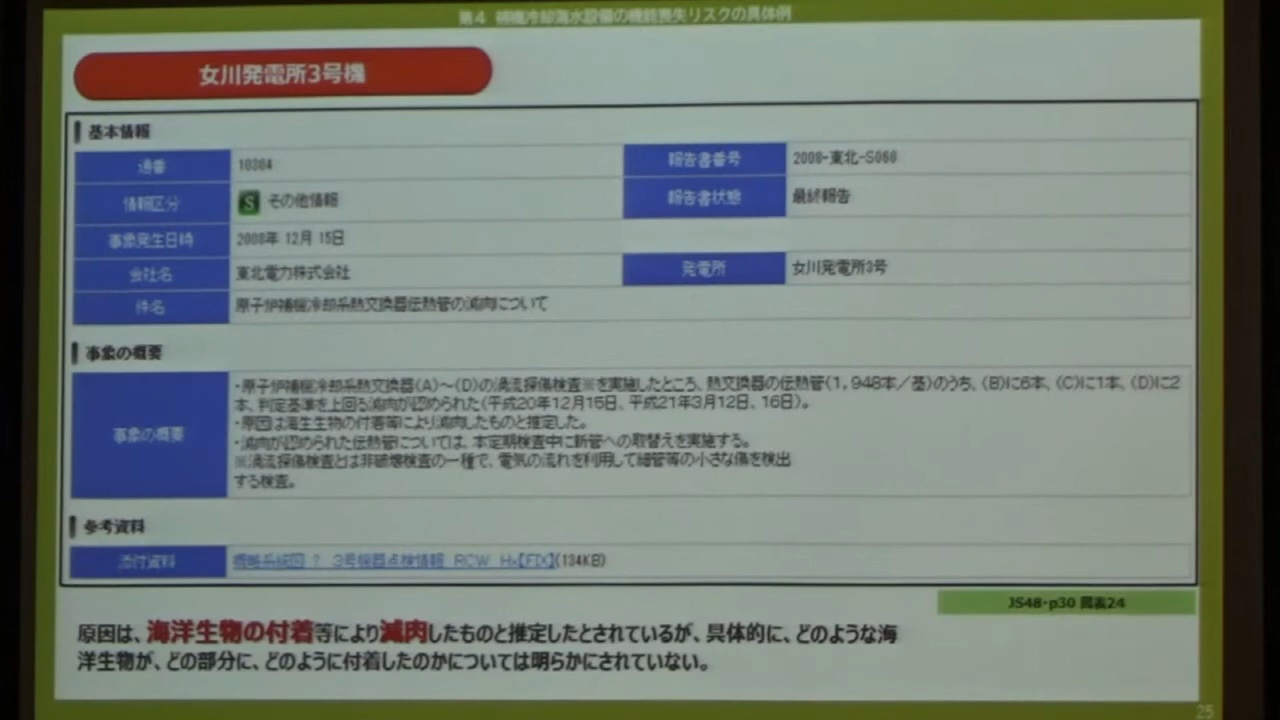 第4 補機冷却海水設備の機能喪失リスクの具体例
女川発電所3号機
基本情報
通番 10304 報告書番号 2008-東北-S060
情報区分 S その他情報 報告書状態 最終報告
事象発生日時 2008年 12月 15日
会社名 東北電力株式会社 発電所 女川発電所3号
件名 原子炉補機冷却系熱交換器伝熱管の減肉について
事象の概要
事象の概要
・原子炉補機冷却系熱交換器(A)～(D)の渦流探傷検査※を実施したところ、熱交換器の伝熱管(1,948本／基)のうち、(B)に6本、(C)に1本、(D)に2
本、判定基準を上回る減肉が認められた(平成20年12月15日、平成21年3月12日、16日)。
・原因は海生生物の付着等により減肉したものと推定した。
・減肉が認められた伝熱管については、本定期検査中に新管への取替えを実施する。
※渦流探傷検査とは非破壊検査の一種で、電気の流れを利用して細管等の小さな傷を検出
する検査。
参考資料
添付資料 概略系統図 ? 3号機器点検情報 RCW Hx【FIX】(134KB)
JS48・p30 図表24
原因は、海洋生物の付着等により減肉したものと推定したとされているが、具体的に、どのような海
洋生物が、どの部分に、どのように付着したのかについては明らかにされていない。
25